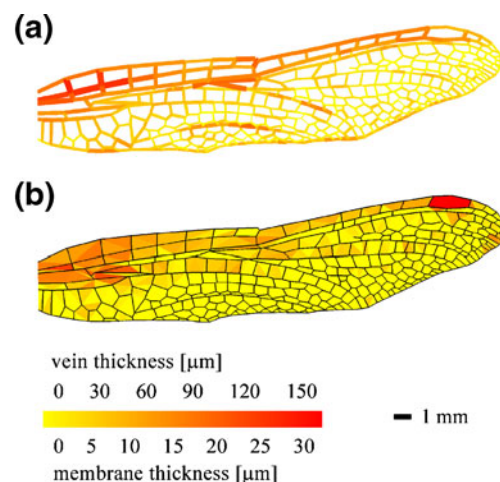 (a)
(b)
vein thickness [μm]
0 30 60 90 120 150
1 mm
0 5 10 15 20 25 30
membrane thickness [μm]